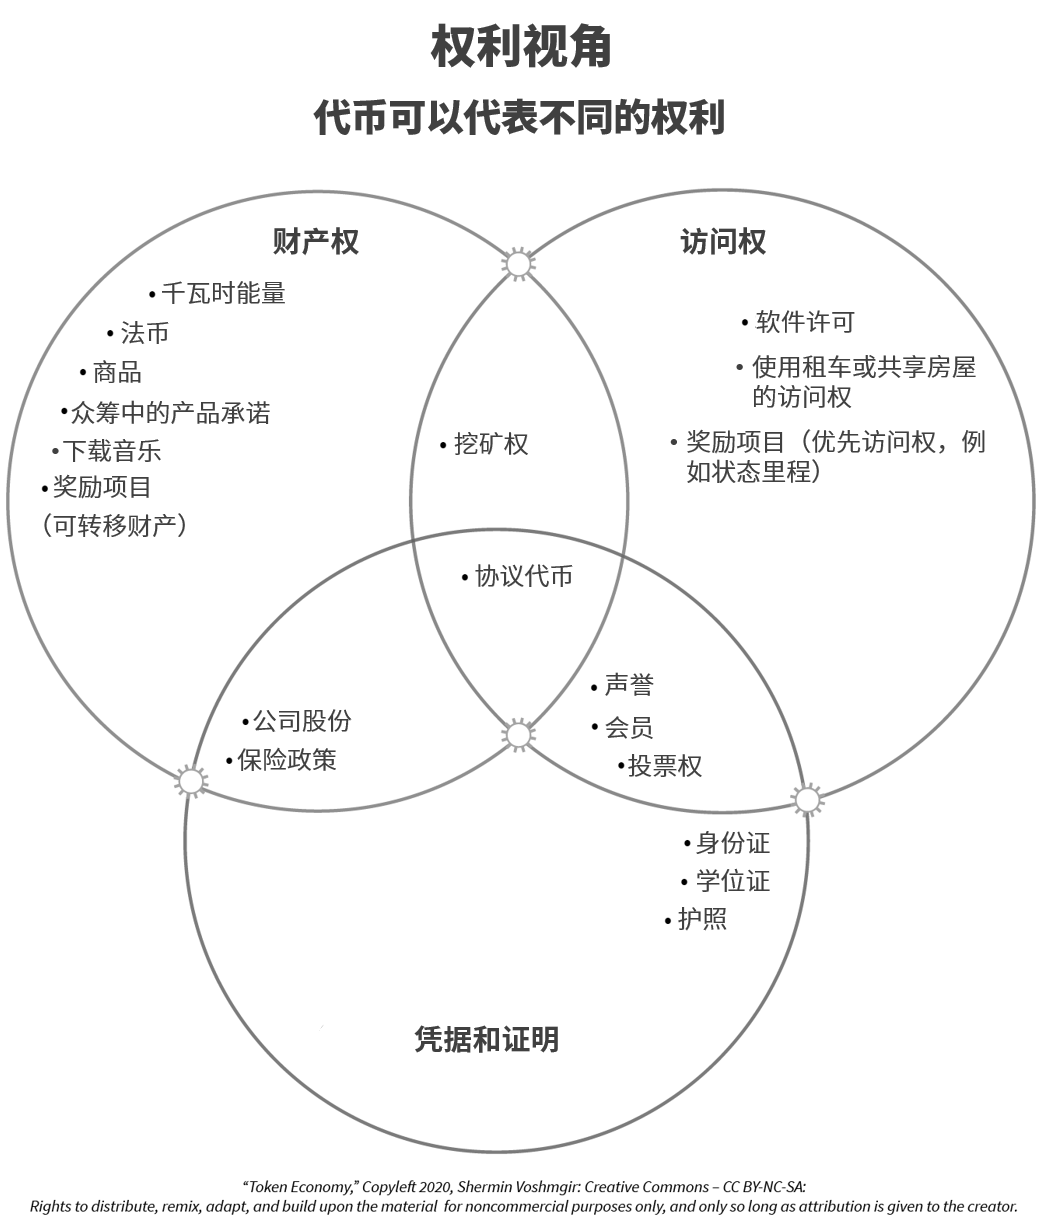 权利视角
代币可以代表不同的权利
财产权
• 千瓦时能量
• 法币
• 商品
•众筹中的产品承诺
• 下载音乐
• 奖励项目
（可转移财产）
访问权
• 软件许可
• 使用租车或共享房屋
的访问权
• 奖励项目（优先访问权，例
如状态里程）
• 挖矿权
• 协议代币
• 公司股份
• 保险政策
• 声誉
• 会员
• 投票权
• 身份证
• 学位证
• 护照
凭据和证明
“Token Economy,” Copyleft 2020, Shermin Voshmgir: Creative Commons – CC BY-NC-SA:
Rights to distribute, remix, adapt, and build upon the material for noncommercial purposes only, and only so long as attribution is given to the creator.